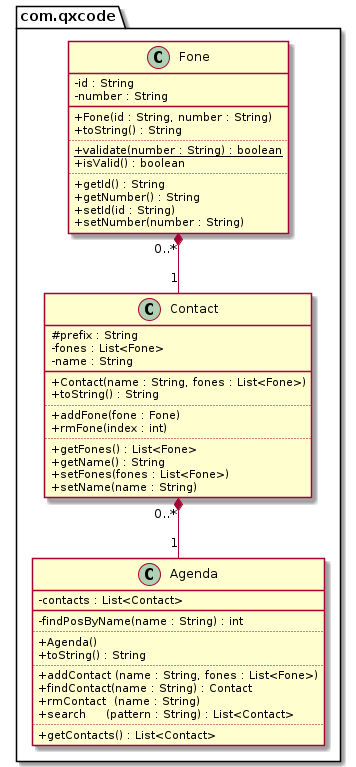 com.qxcode
C Fone
-id : String
-number : String
+Fone(id : String, number : String)
+toString() : String
+validate(number : String) : boolean
+isValid() : boolean
+getId() : String
+getNumber() : String
+setId(id : String)
+setNumber(number : String)
0..*
1
C Contact
#prefix : String
-fones : List<Fone>
-name : String
+Contact(name : String, fones : List<Fone>)
+toString() : String
+addFone(fone : Fone)
+rmFone(index : int)
+getFones() : List<Fone>
+getName() : String
+setFones(fones : List<Fone>)
+setName(name : String)
0..*
1
C Agenda
-contacts : List<Contact>
-findPosByName(name : String) : int
+Agenda()
+toString() : String
+addContact (name : String, fones : List<Fone>)
+findContact(name : String) : Contact
+rmContact  (name : String)
+search     (pattern : String) : List<Contact>
+getContacts() : List<Contact>